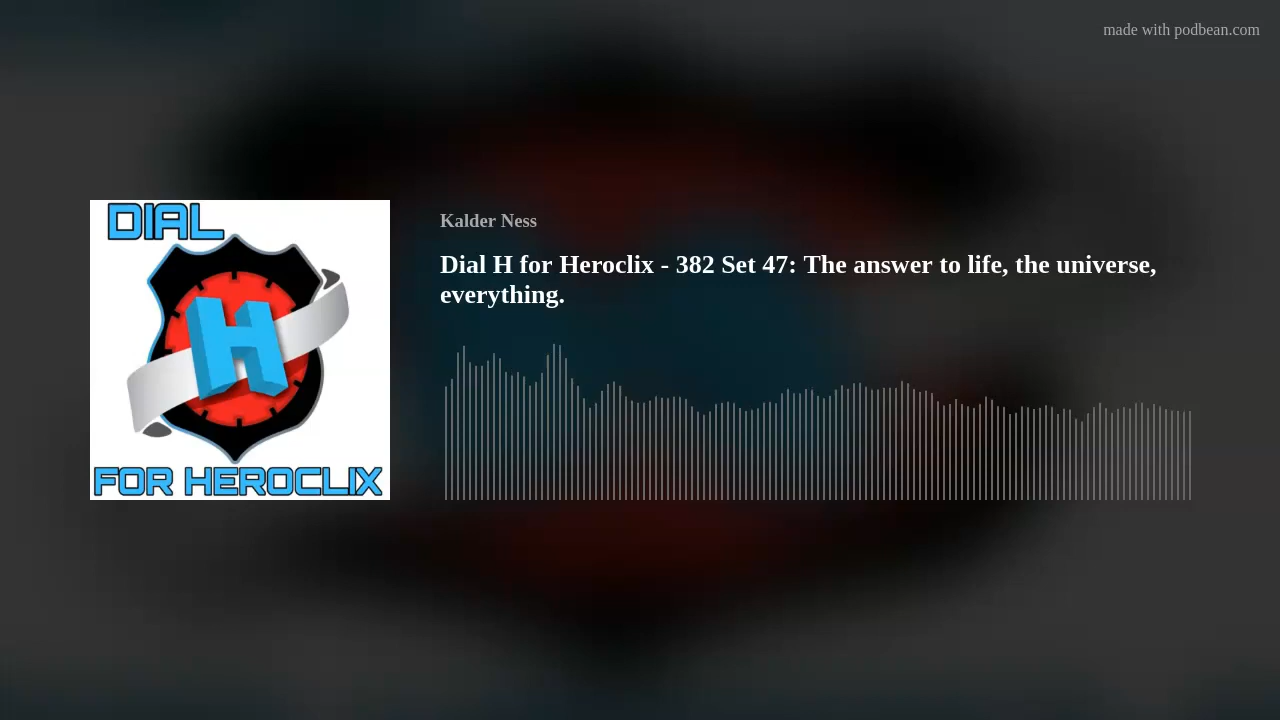 made with podbean.com
DIAL
H
FOR HEROCLIX
Kalder Ness
Dial H for Heroclix - 382 Set 47: The answer to life, the universe,
everything.